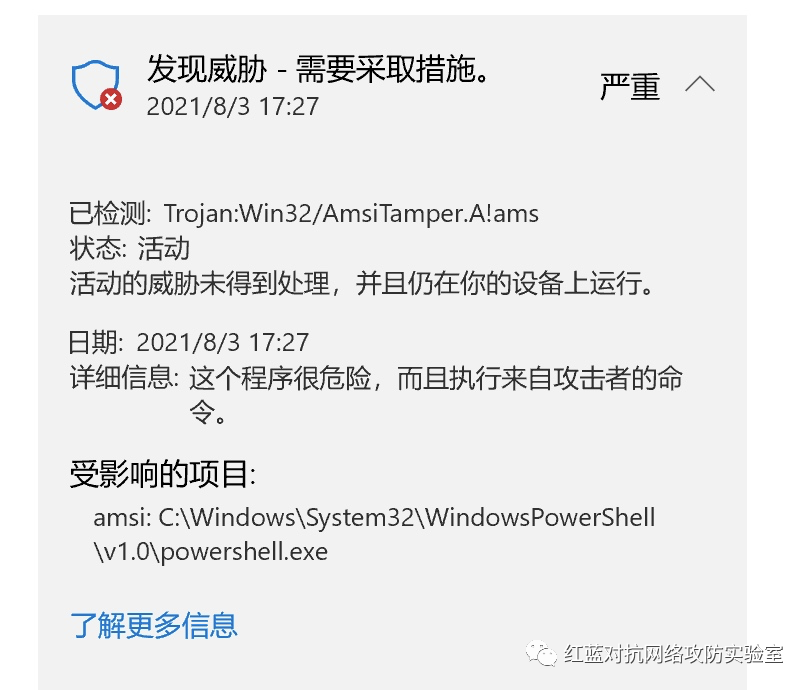 发现威胁 - 需要采取措施。
2021/8/3 17:27
严重
已检测: Trojan:Win32/AmsiTamper.A!ams
状态: 活动
活动的威胁未得到处理，并且仍在你的设备上运行。
日期: 2021/8/3 17:27
详细信息: 这个程序很危险，而且执行来自攻击者的命
令。
受影响的项目:
amsi: C:\Windows\System32\WindowsPowerShell
\v1.0\powershell.exe
了解更多信息
红蓝对抗网络攻防实验室